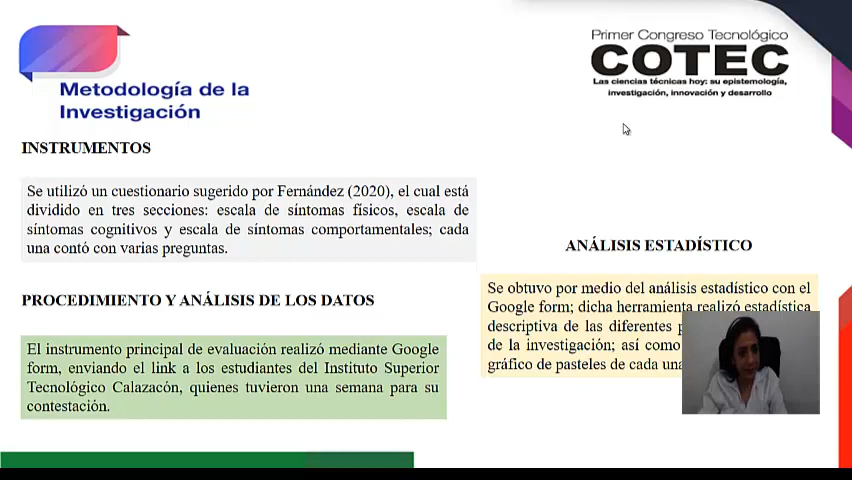 Primer Congreso Tecnológico
COTEC
Las ciencias técnicas hoy: su epistemología,
investigación, innovación y desarrollo
Metodología de la
Investigación
INSTRUMENTOS
Se utilizó un cuestionario sugerido por Fernández (2020), el cual está
dividido en tres secciones: escala de síntomas físicos, escala de
síntomas cognitivos y escala de síntomas comportamentales; cada
una contó con varias preguntas.
PROCEDIMIENTO Y ANÁLISIS DE LOS DATOS
El instrumento principal de evaluación realizó mediante Google
form, enviando el link a los estudiantes del Instituto Superior
Tecnológico Calazacón, quienes tuvieron una semana para su
contestación.
ANÁLISIS ESTADÍSTICO
Se obtuvo por medio del análisis estadístico con el
Google form; dicha herramienta realizó estadística
descriptiva de las diferentes
de la investigación; así como
gráfico de pasteles de cada una